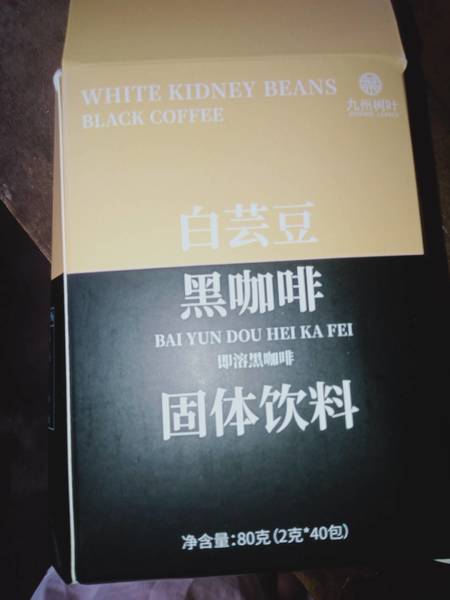 WHITE KIDNEY BEANS
BLACK COFFEE
九州树叶
白芸豆
黑咖啡
BAI YUN DOU HEI KA FEI
即溶黑咖啡
固体饮料
净含量:80克(2克*40包)